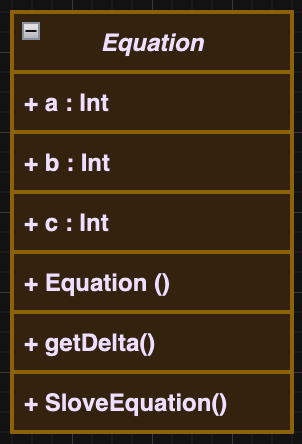 Equation
+ a : Int
+ b : Int
+ c : Int
+ Equation ()
+ getDelta()
+ SloveEquation()